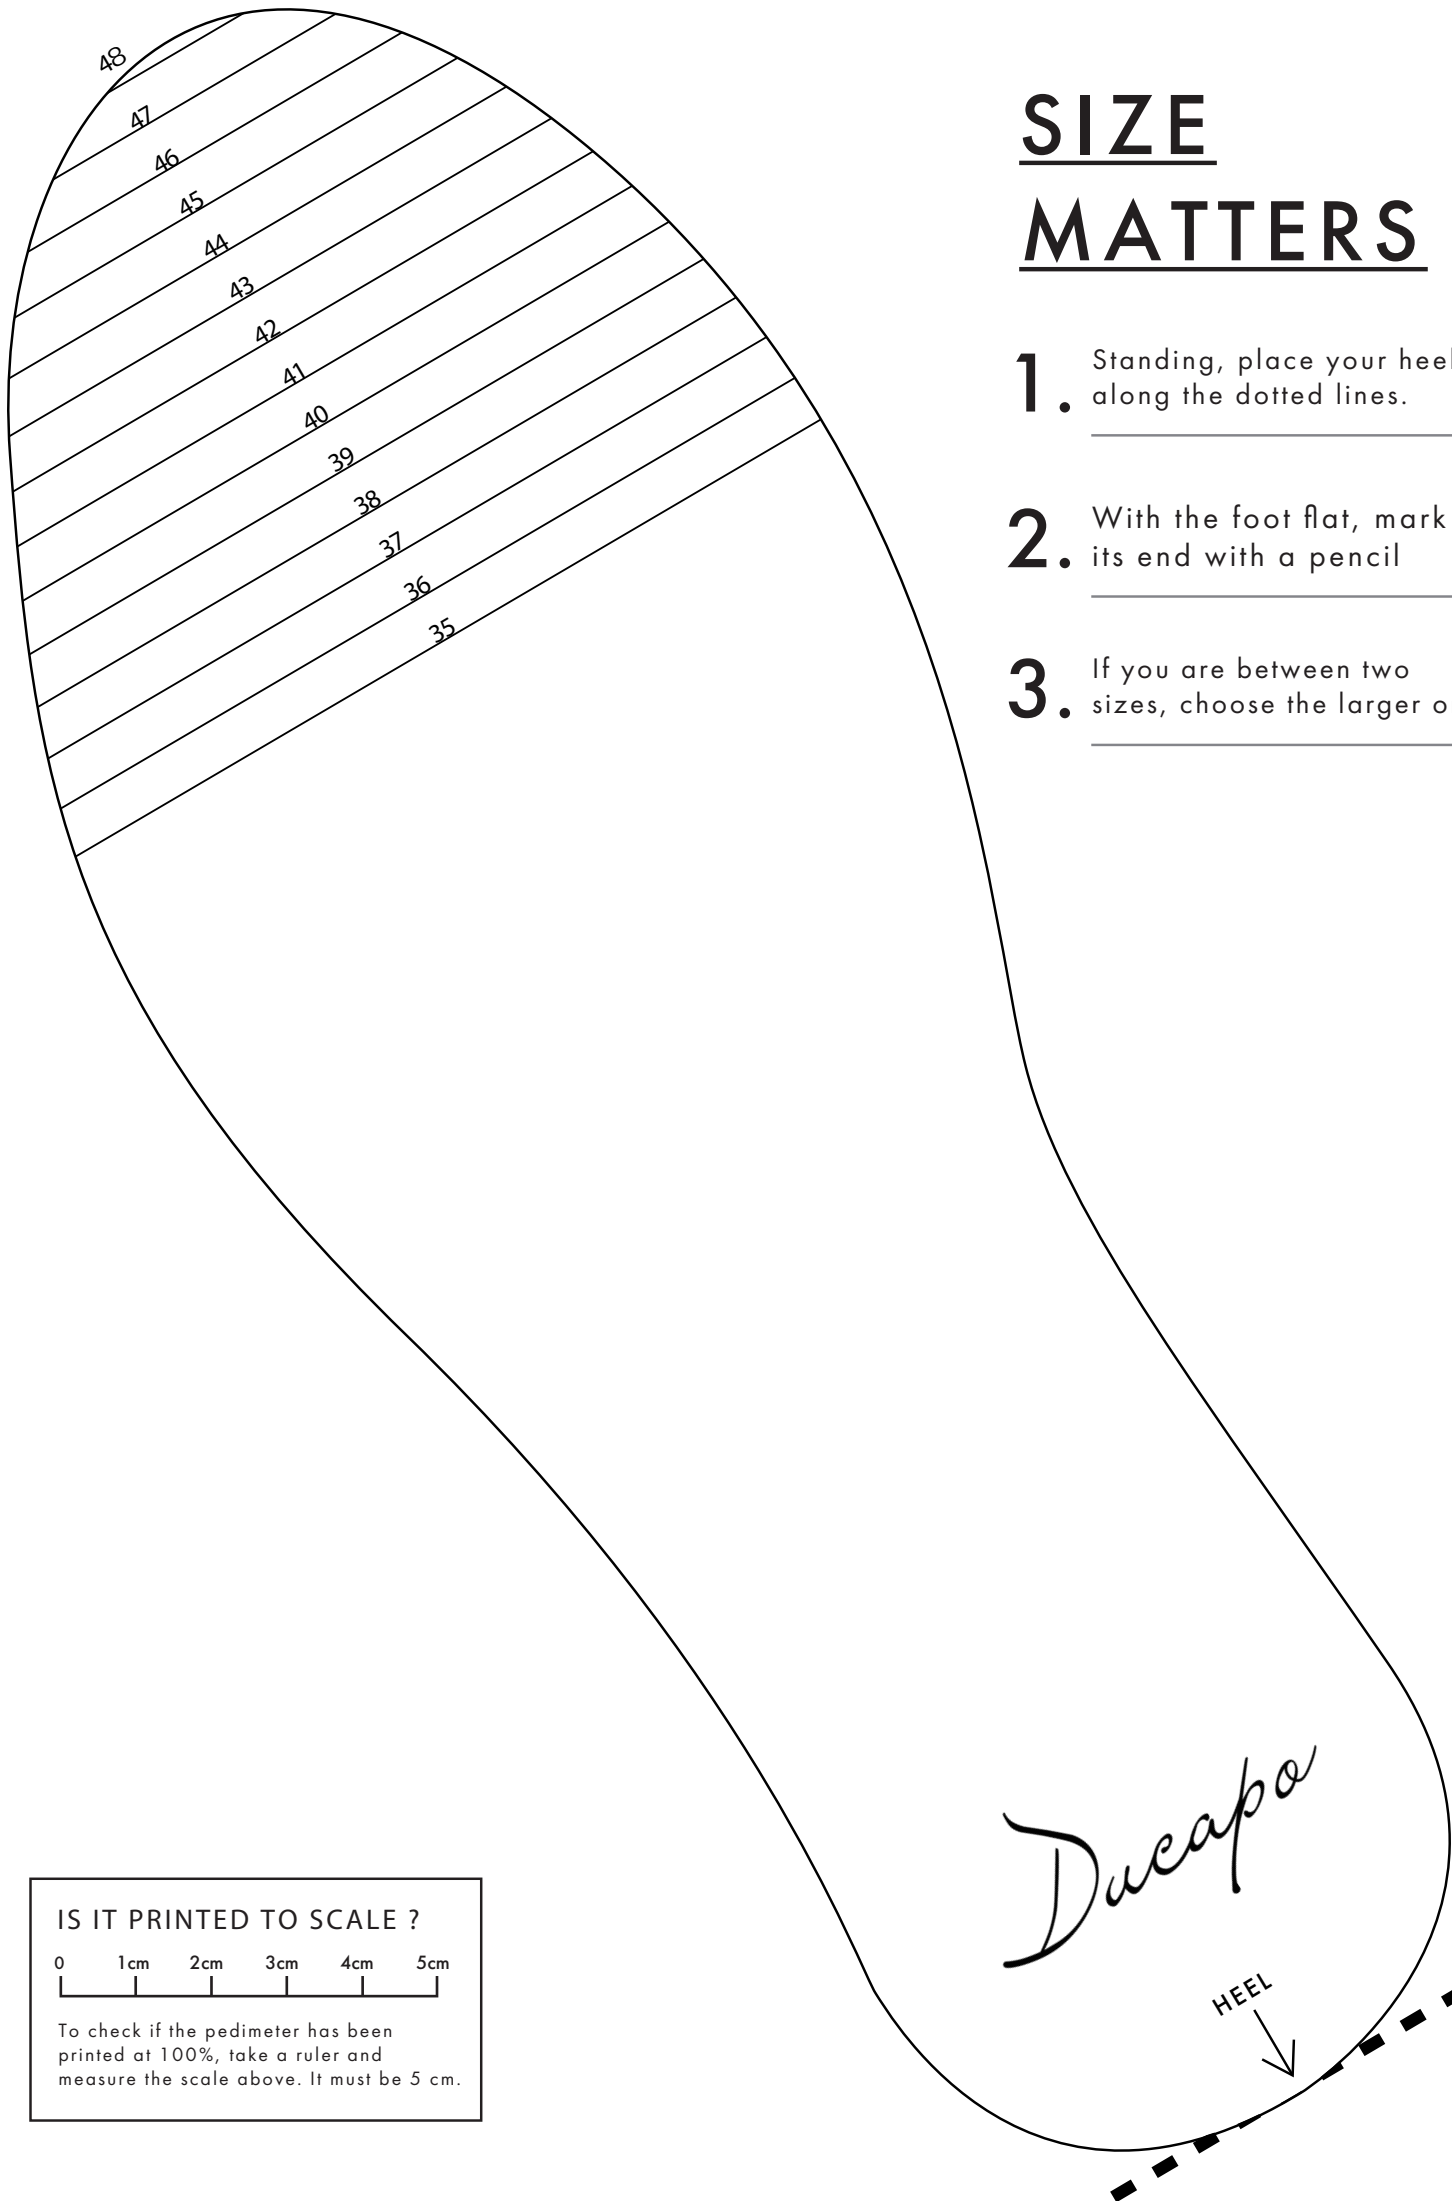 SIZE
MATTERS
1. Standing, place your heel
along the dotted lines.
2. With the foot flat, mark
its end with a pencil
3. If you are between two
sizes, choose the larger o
48
47
46
45
44
43
42
41
40
39
38
37
36
35
Ducapo
HEEL
IS IT PRINTED TO SCALE ?
0 1cm 2cm 3cm 4cm 5cm
To check if the pedimeter has been
printed at 100%, take a ruler and
measure the scale above. It must be 5 cm.